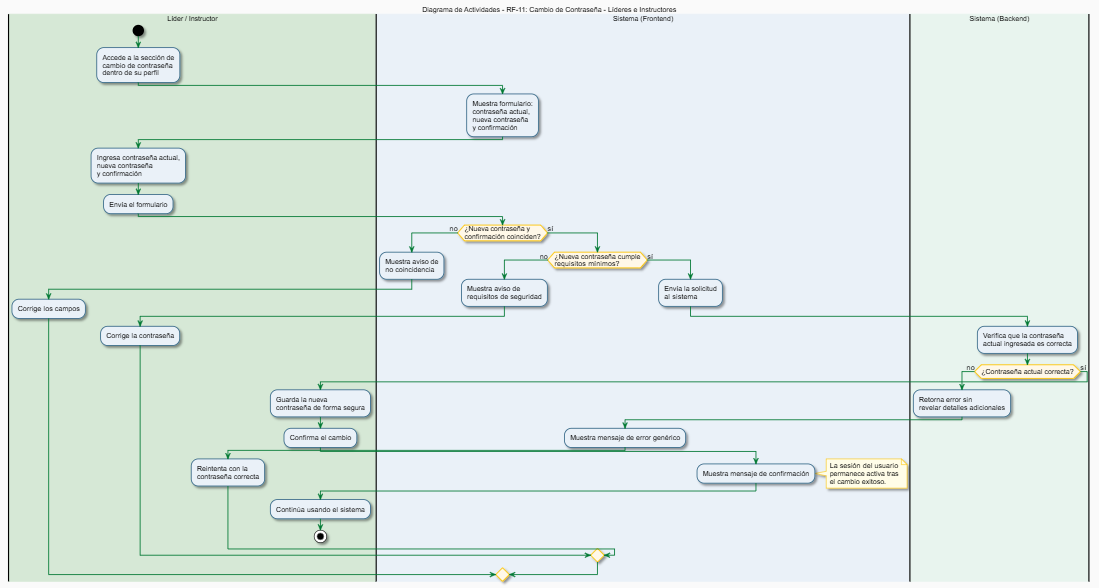 Diagrama de Actividades - RF-11: Cambio de Contraseña - Líderes e Instructores
Líder / Instructor
Sistema (Frontend)
Sistema (Backend)
Accede a la sección de
cambio de contraseña
dentro de su perfil
Muestra formulario:
contraseña actual,
nueva contraseña
y confirmación
Ingresa contraseña actual,
nueva contraseña
y confirmación
Envía el formulario
no
¿Nueva contraseña y
confirmación coinciden?
sí
Muestra aviso de
no coincidencia
no
¿Nueva contraseña cumple
requisitos mínimos?
sí
Muestra aviso de
requisitos de seguridad
Envía la solicitud
al sistema
Corrige los campos
Corrige la contraseña
Verifica que la contraseña
actual ingresada es correcta
no
¿Contraseña actual correcta?
sí
Guarda la nueva
contraseña de forma segura
Retorna error sin
revelar detalles adicionales
Confirma el cambio
Muestra mensaje de error genérico
Reintenta con la
contraseña correcta
Muestra mensaje de confirmación
La sesión del usuario
permanece activa tras
el cambio exitoso.
Continúa usando el sistema